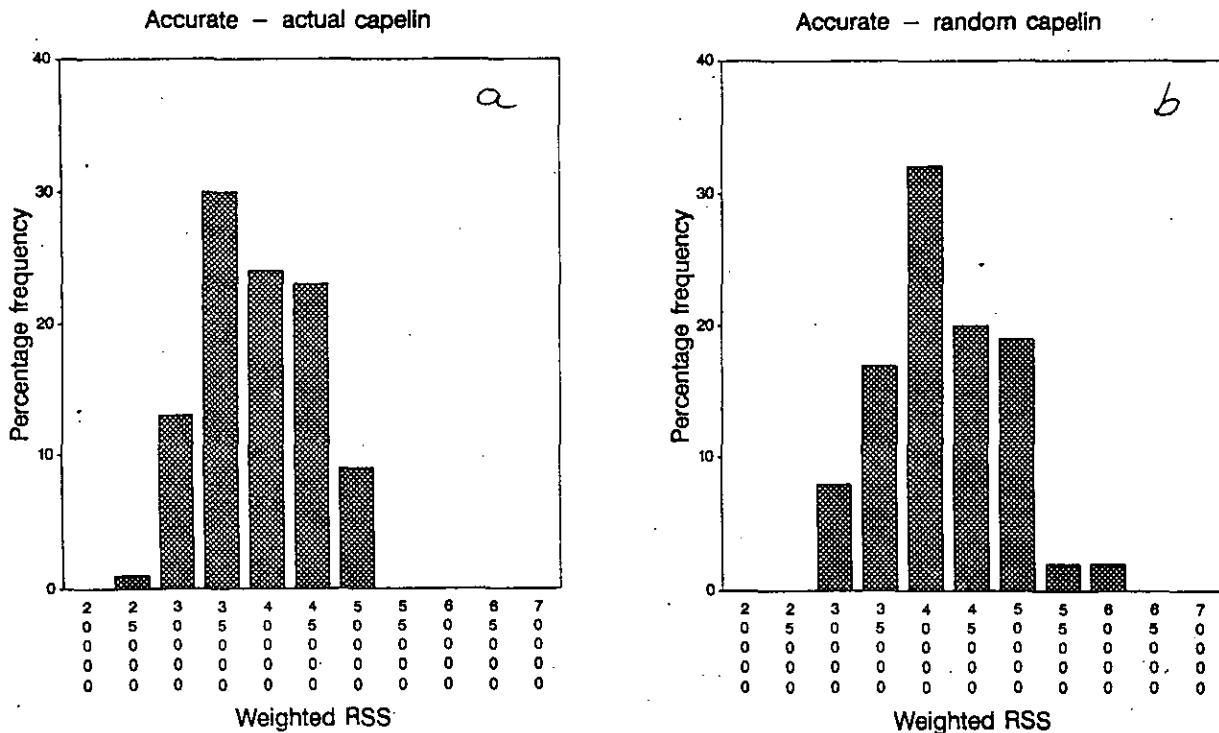 Accurate – actual capelin
a
40
30
20
10
0
Percentage frequency
2 2 3 3 4 4 5 5 6 6 7
0 5 0 5 0 5 0 5 0 5 0
0 0 0 0 0 0 0 0 0 0 0
0 0 0 0 0 0 0 0 0 0 0
0 0 0 0 0 0 0 0 0 0 0
Weighted RSS
Accurate – random capelin
b
40
30
20
10
0
Percentage frequency
2 2 3 3 4 4 5 5 6 6 7
0 5 0 5 0 5 0 5 0 5 0
0 0 0 0 0 0 0 0 0 0 0
0 0 0 0 0 0 0 0 0 0 0
0 0 0 0 0 0 0 0 0 0 0
Weighted RSS